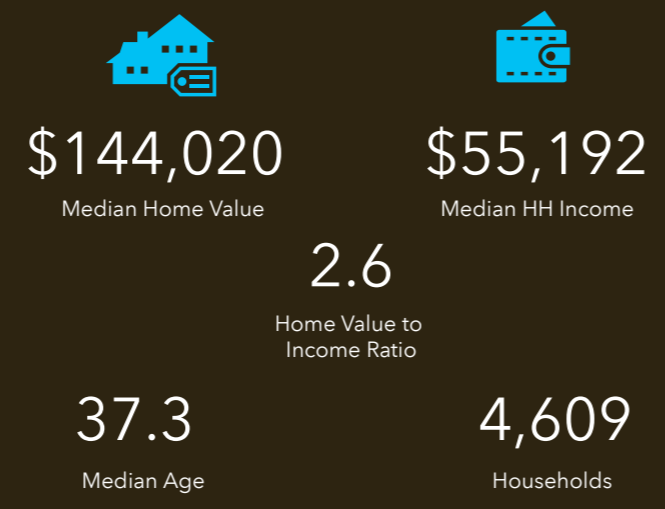 $144,020
Median Home Value
$55,192
Median HH Income
2.6
Home Value to
Income Ratio
37.3
Median Age
4,609
Households